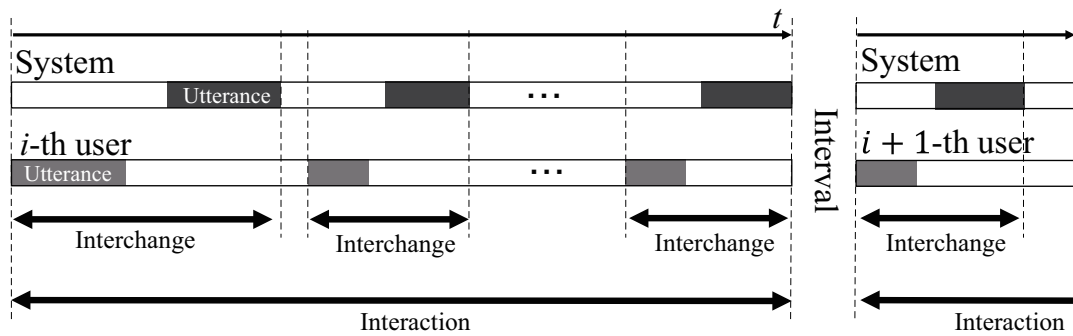 t
System
Utterance
...
i-th user
Utterance
...
Interchange
Interchange
Interchange
Interaction
Interval
System
i + 1-th user
Interchange
Interaction